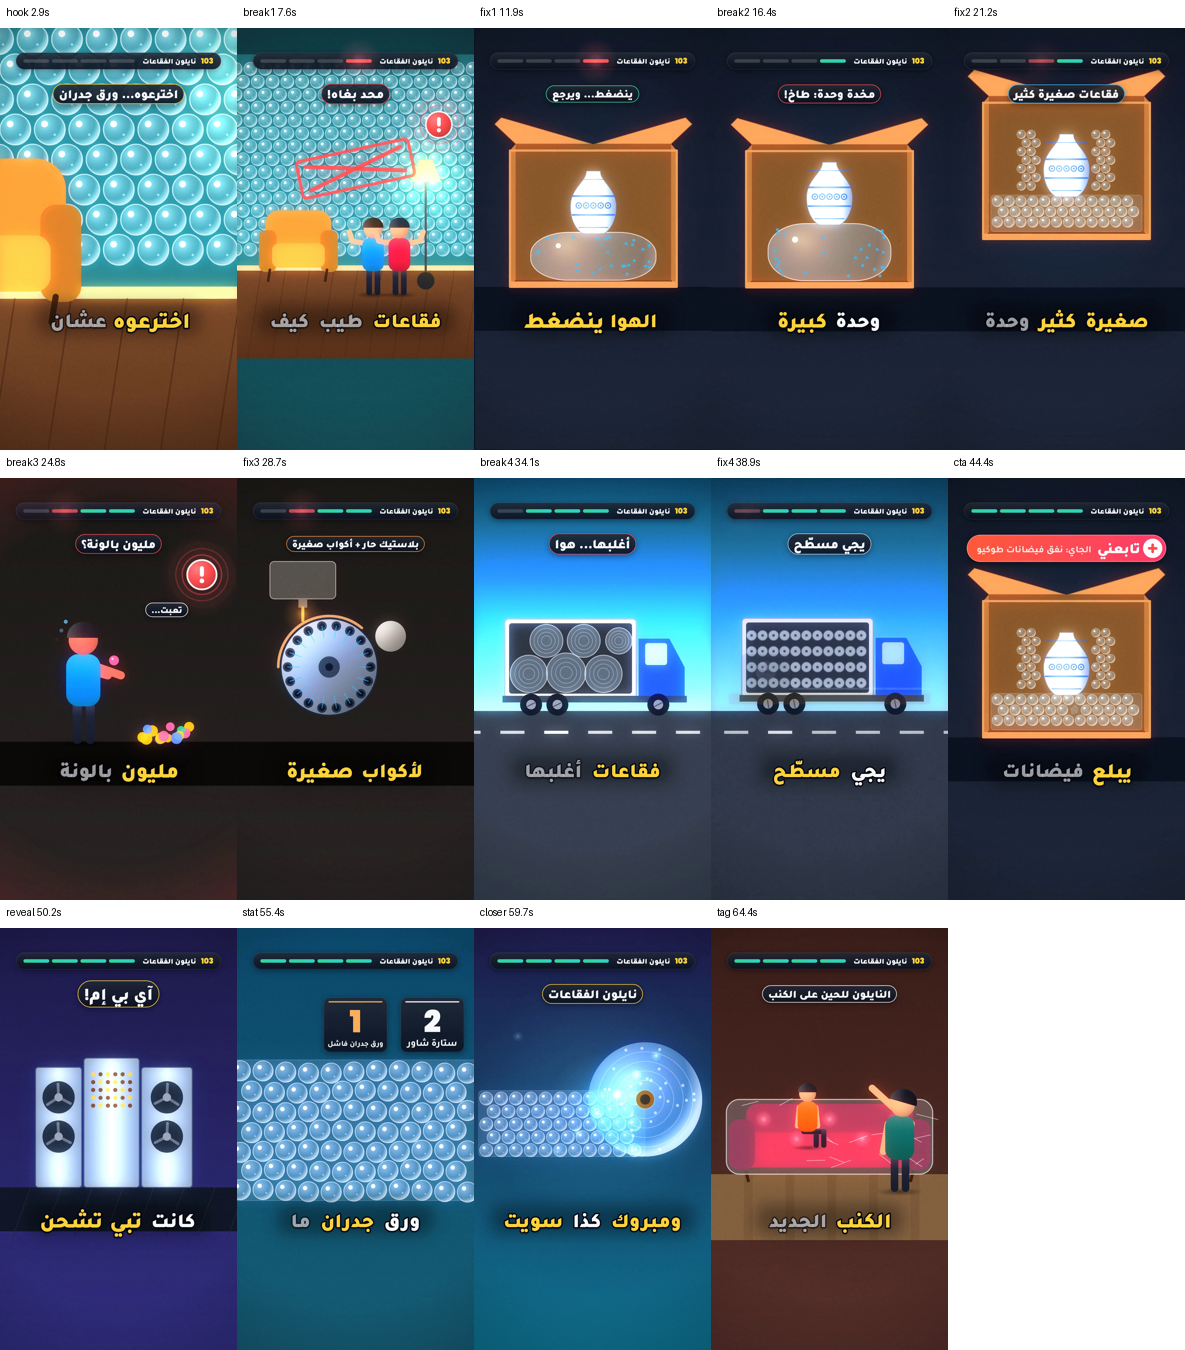 hook 2.9s
103 نايلون الفقاعات
اخترعوه... ورق جدران
اخترعوه عشان
break1 7.6s
103 نايلون الفقاعات
محد بغاه!
فقاعات طيب كيف
fix1 11.9s
103 نايلون الفقاعات
ينضغط... ويرجع
الهوا ينضغط
break2 16.4s
103 نايلون الفقاعات
مخدة وحدة: طاخ!
وحدة كبيرة
fix2 21.2s
103 نايلون الفقاعات
فقاعات صغيرة كثير
صغيرة كثير وحدة
break3 24.8s
103 نايلون الفقاعات
مليون بالونة؟
تعبت...
مليون بالونة
fix3 28.7s
103 نايلون الفقاعات
بلاستيك حار + أكواب صغيرة
لأكواب صغيرة
break4 34.1s
103 نايلون الفقاعات
أغلبها... هوا
فقاعات أغلبها
fix4 38.9s
103 نايلون الفقاعات
يجي مسطّح
يجي مسطّح
cta 44.4s
103 نايلون الفقاعات
تابعني الجاي: نفق فيضانات طوكيو
يبلع فيضانات
reveal 50.2s
103 نايلون الفقاعات
آي بي إم!
كانت تبي تشحن
stat 55.4s
103 نايلون الفقاعات
2
ستارة شاور
1
ورق جدران فاشل
ورق جدران ما
closer 59.7s
103 نايلون الفقاعات
نايلون الفقاعات
ومبروك كذا سويت
tag 64.4s
103 نايلون الفقاعات
النايلون للحين على الكنب
الكنب الجديد